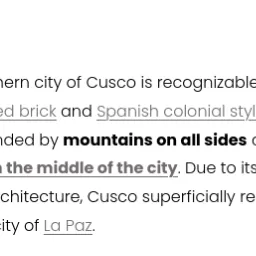 hern city of Cusco is recognizable
ed brick and Spanish colonial styl
nded by mountains on all sides
n the middle of the city. Due to its
chitecture, Cusco superficially re
ity of La Paz.